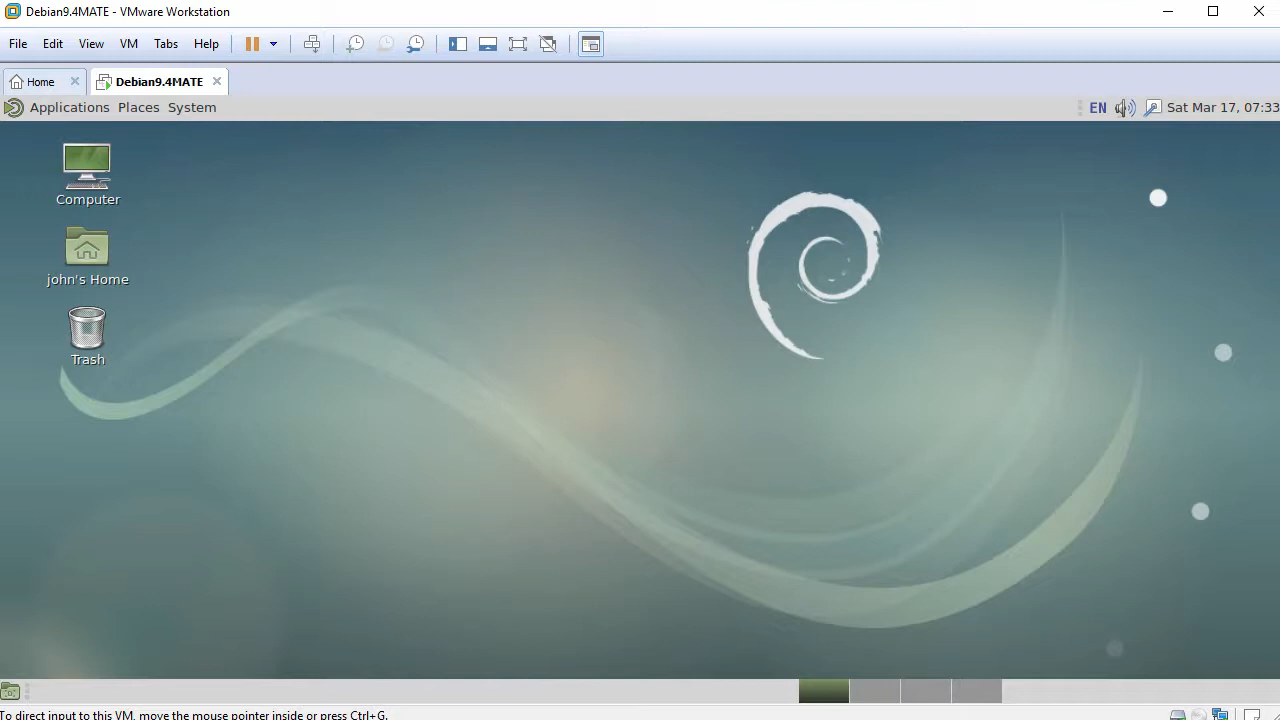 Debian9.4MATE - VMware Workstation
File Edit View VM Tabs Help
Home Debian9.4MATE
Applications Places System EN Sat Mar 17, 07:33
Computer
john's Home
Trash
To direct input to this VM, move the mouse pointer inside or press Ctrl+G.